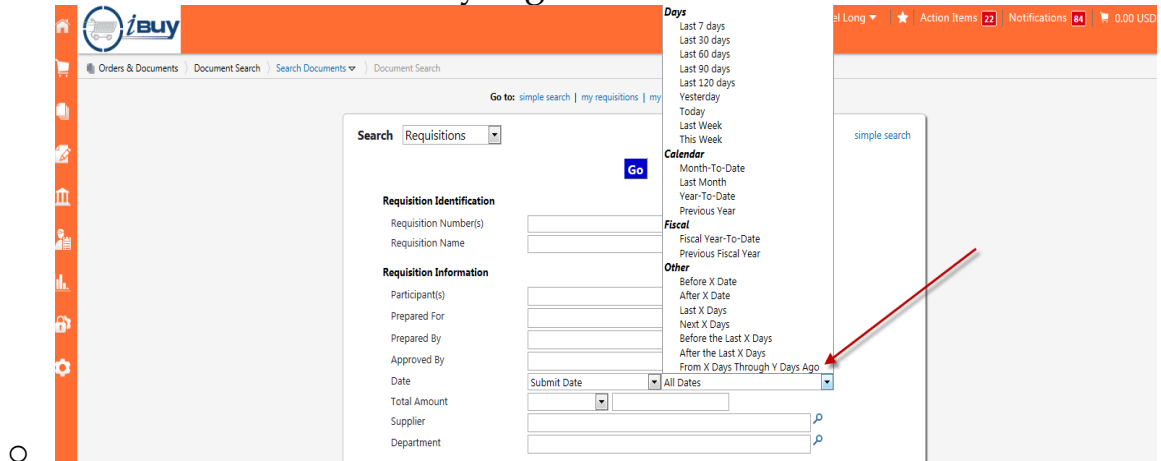 iBuy
el Long ▼ | ★ | Action Items 22 | Notifications 84 | 0.00 USD
Orders & Documents 〉 Document Search 〉 Search Documents ▽ 〉 Document Search
Go to: simple search | my requisitions | my
Search Requisitions
simple search
Go
Requisition Identification
Requisition Number(s)
Requisition Name
Requisition Information
Participant(s)
Prepared For
Prepared By
Approved By
Date Submit Date All Dates
Total Amount
Supplier
Department
Days
Last 7 days
Last 30 days
Last 60 days
Last 90 days
Last 120 days
Yesterday
Today
Last Week
This Week
Calendar
Month-To-Date
Last Month
Year-To-Date
Previous Year
Fiscal
Fiscal Year-To-Date
Previous Fiscal Year
Other
Before X Date
After X Date
Last X Days
Next X Days
Before the Last X Days
After the Last X Days
From X Days Through Y Days Ago